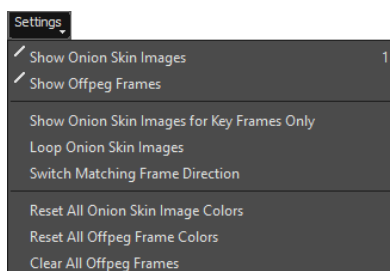 Settings
Show Onion Skin Images 1
Show Offpeg Frames
Show Onion Skin Images for Key Frames Only
Loop Onion Skin Images
Switch Matching Frame Direction
Reset All Onion Skin Image Colors
Reset All Offpeg Frame Colors
Clear All Offpeg Frames